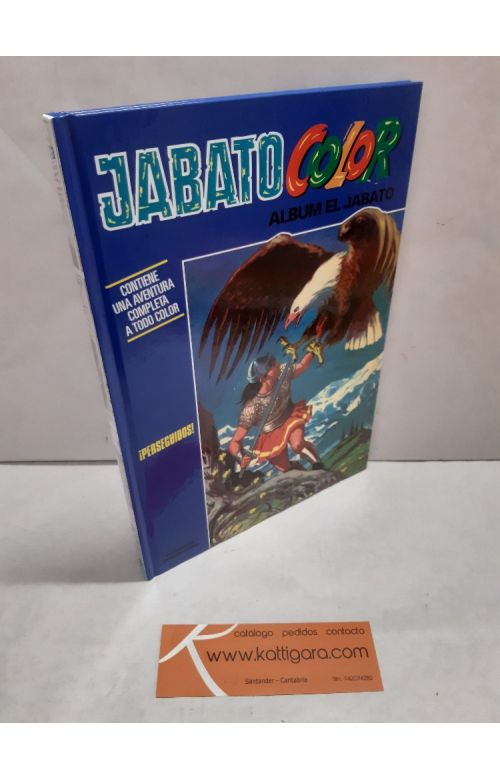 JABATO COLOR
ALBUM EL JABATO
CONTIENE
UNA AVENTURA
COMPLETA
A TODO COLOR
¡PERSEGUIDOS!
catálogo pedidos contacto
www.kattigara.com
Santander - Cantabria